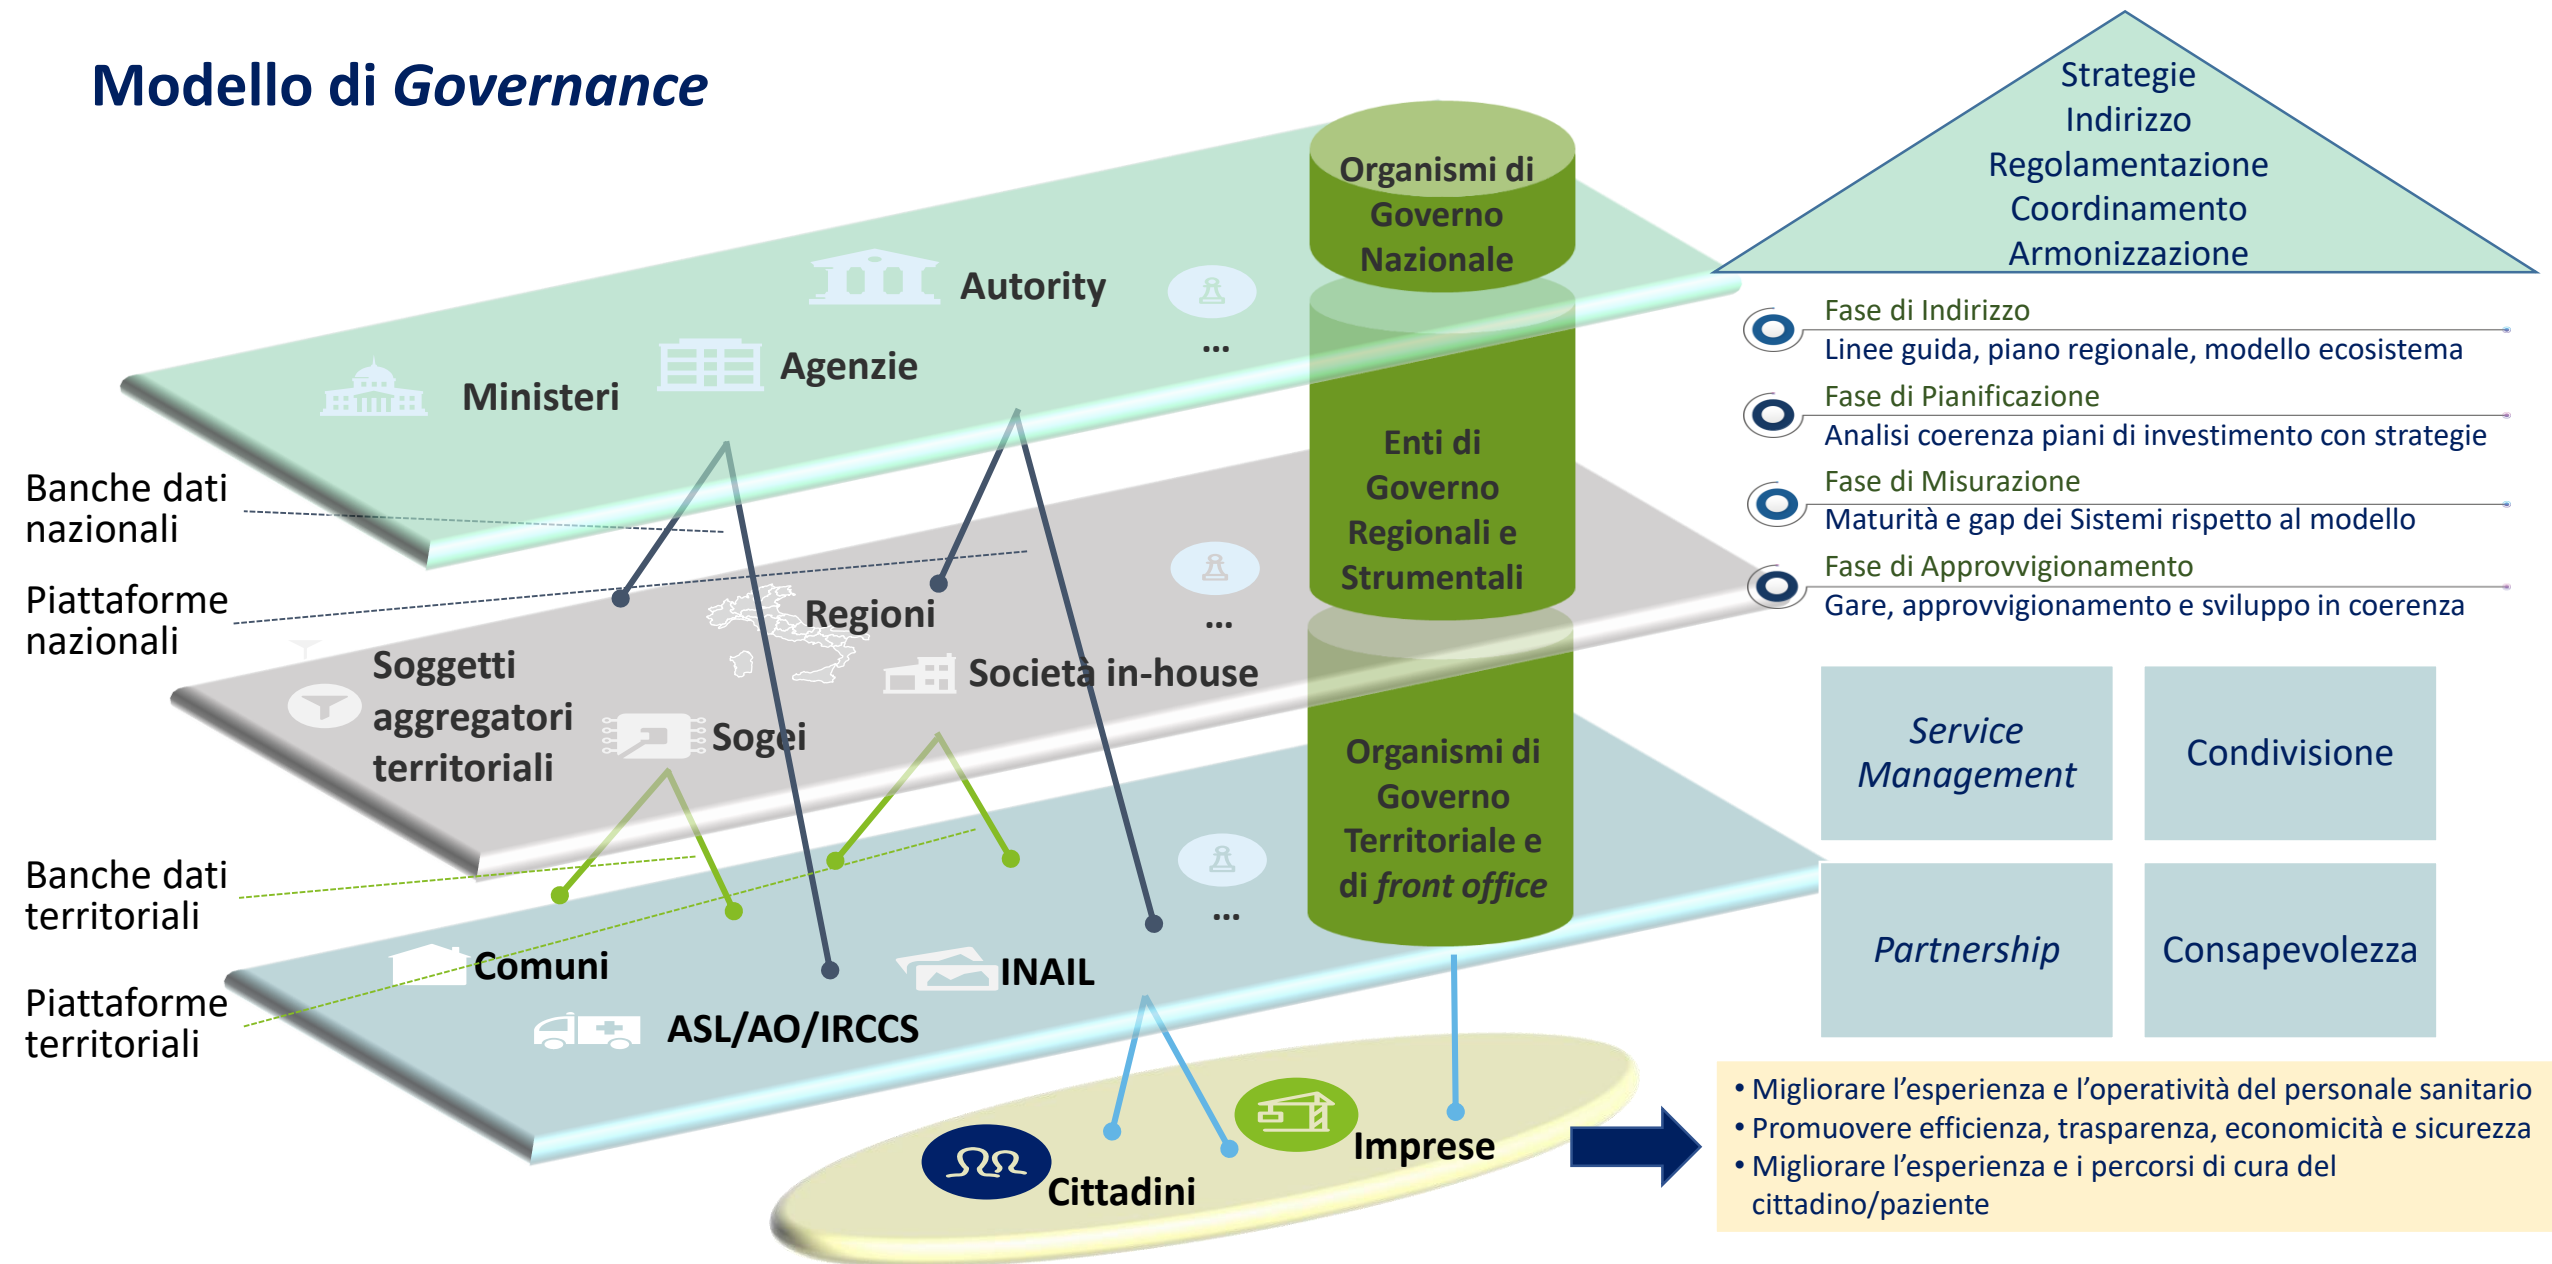 Modello di Governance
Organismi di
Governo
Nazionale
Autority
...
Agenzie
Ministeri
Banche dati
nazionali
Piattaforme
nazionali
Enti di
Governo
Regionali e
Strumentali
Regioni
...
Soggetti
aggregatori
territoriali
Società in-house
Sogei
Banche dati
territoriali
Piattaforme
territoriali
Organismi di
Governo
Territoriale e
di front office
...
Comuni
INAIL
ASL/AO/IRCCS
Imprese
Cittadini
Strategie
Indirizzo
Regolamentazione
Coordinamento
Armonizzazione
Fase di Indirizzo
Linee guida, piano regionale, modello ecosistema
Fase di Pianificazione
Analisi coerenza piani di investimento con strategie
Fase di Misurazione
Maturità e gap dei Sistemi rispetto al modello
Fase di Approvvigionamento
Gare, approvvigionamento e sviluppo in coerenza
Service
Management
Condivisione
Partnership
Consapevolezza
• Migliorare l’esperienza e l’operatività del personale sanitario
• Promuovere efficienza, trasparenza, economicità e sicurezza
• Migliorare l’esperienza e i percorsi di cura del
cittadino/paziente